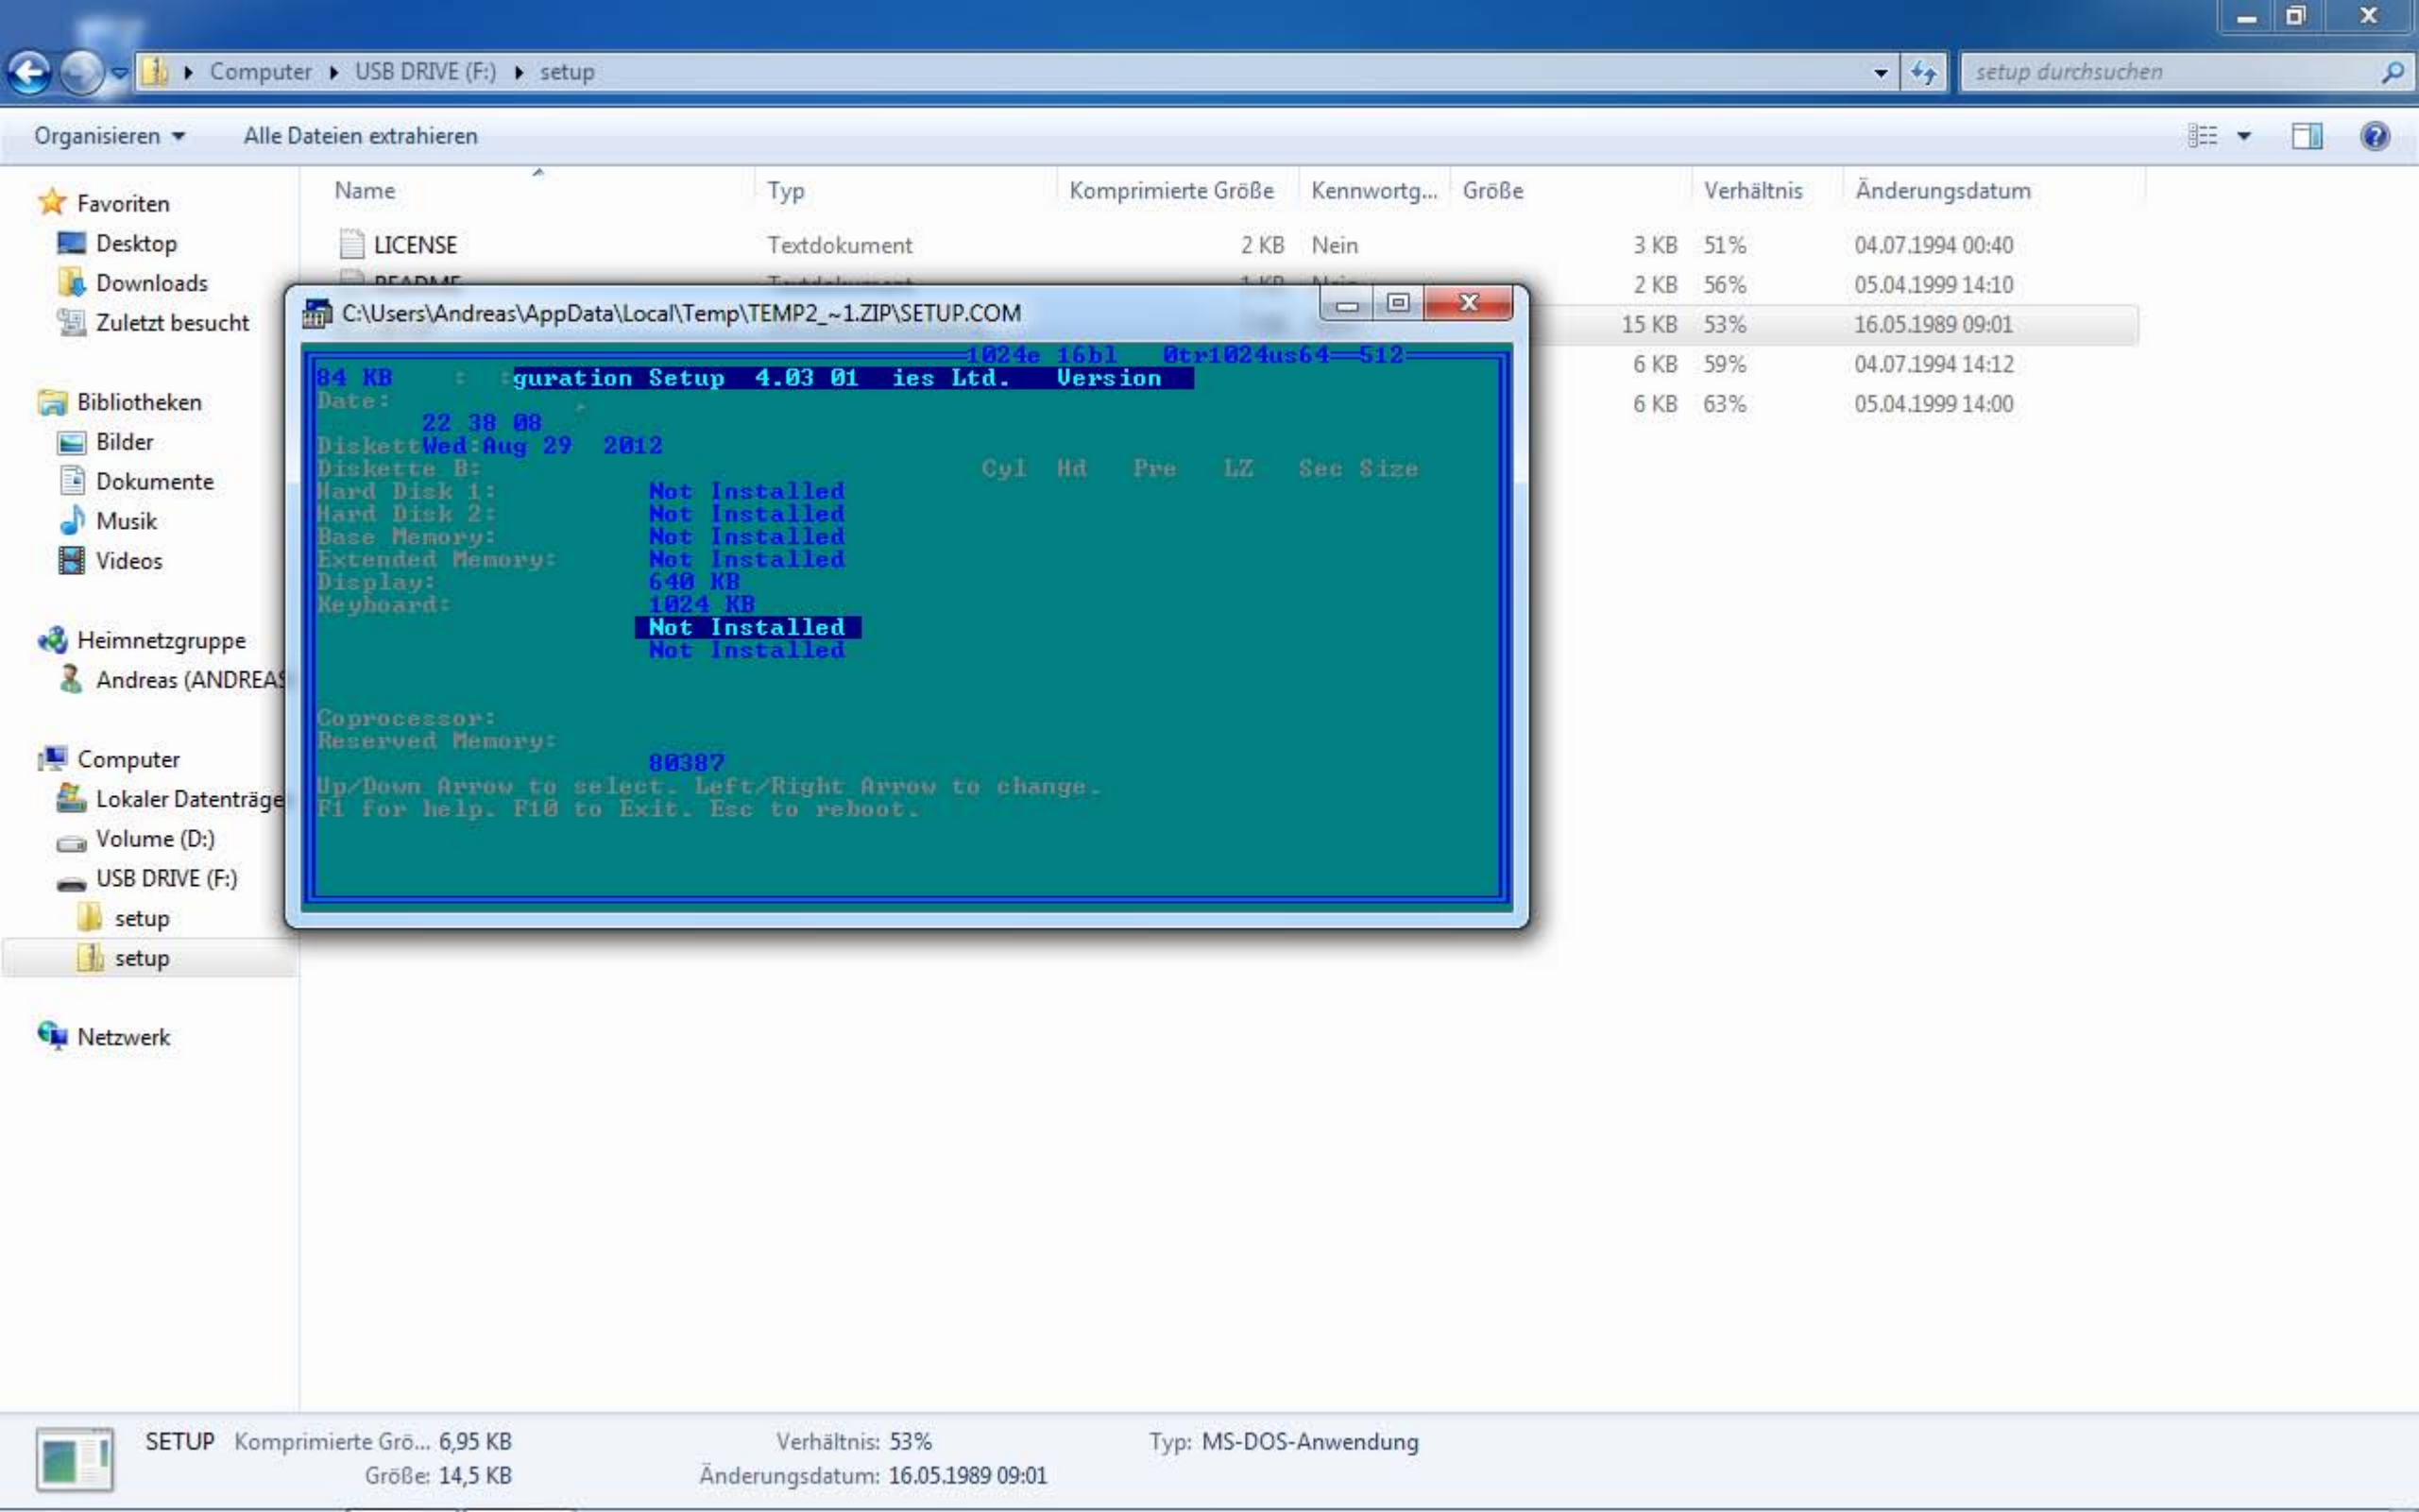 Computer ▸ USB DRIVE (F:) ▸ setup
setup durchsuchen
Organisieren
Alle Dateien extrahieren
Favoriten
Desktop
Downloads
Zuletzt besucht
Bibliotheken
Bilder
Dokumente
Musik
Videos
Heimnetzgruppe
Andreas (ANDREAS
Computer
Lokaler Datenträge
Volume (D:)
USB DRIVE (F:)
setup
setup
Netzwerk
Name Typ Komprimierte Größe Kennwortg... Größe Verhältnis Änderungsdatum
LICENSE Textdokument 2 KB Nein 3 KB 51% 04.07.1994 00:40
README Textdokument 1 KB Nein 2 KB 56% 05.04.1999 14:10
15 KB 53% 16.05.1989 09:01
6 KB 59% 04.07.1994 14:12
6 KB 63% 05.04.1999 14:00
C:\Users\Andreas\AppData\Local\Temp\TEMP2_~1.ZIP\SETUP.COM
1024e 16bl 0tr1024us64 512
84 KB : :guration Setup 4.03 01 ies Ltd. Version
Date:
22 38 08
DiskettWed:Aug 29 2012
Diskette B: Cyl Hd Pre LZ Sec Size
Hard Disk 1: Not Installed
Hard Disk 2: Not Installed
Base Memory: Not Installed
Extended Memory: Not Installed
Display: 640 KB
Keyboard: 1024 KB
Not Installed
Not Installed
Coprocessor:
Reserved Memory:
80387
Up/Down Arrow to select. Left/Right Arrow to change.
F1 for help. F10 to Exit. Esc to reboot.
SETUP Komprimierte Grö... 6,95 KB Verhältnis: 53% Typ: MS-DOS-Anwendung
Größe: 14,5 KB Änderungsdatum: 16.05.1989 09:01